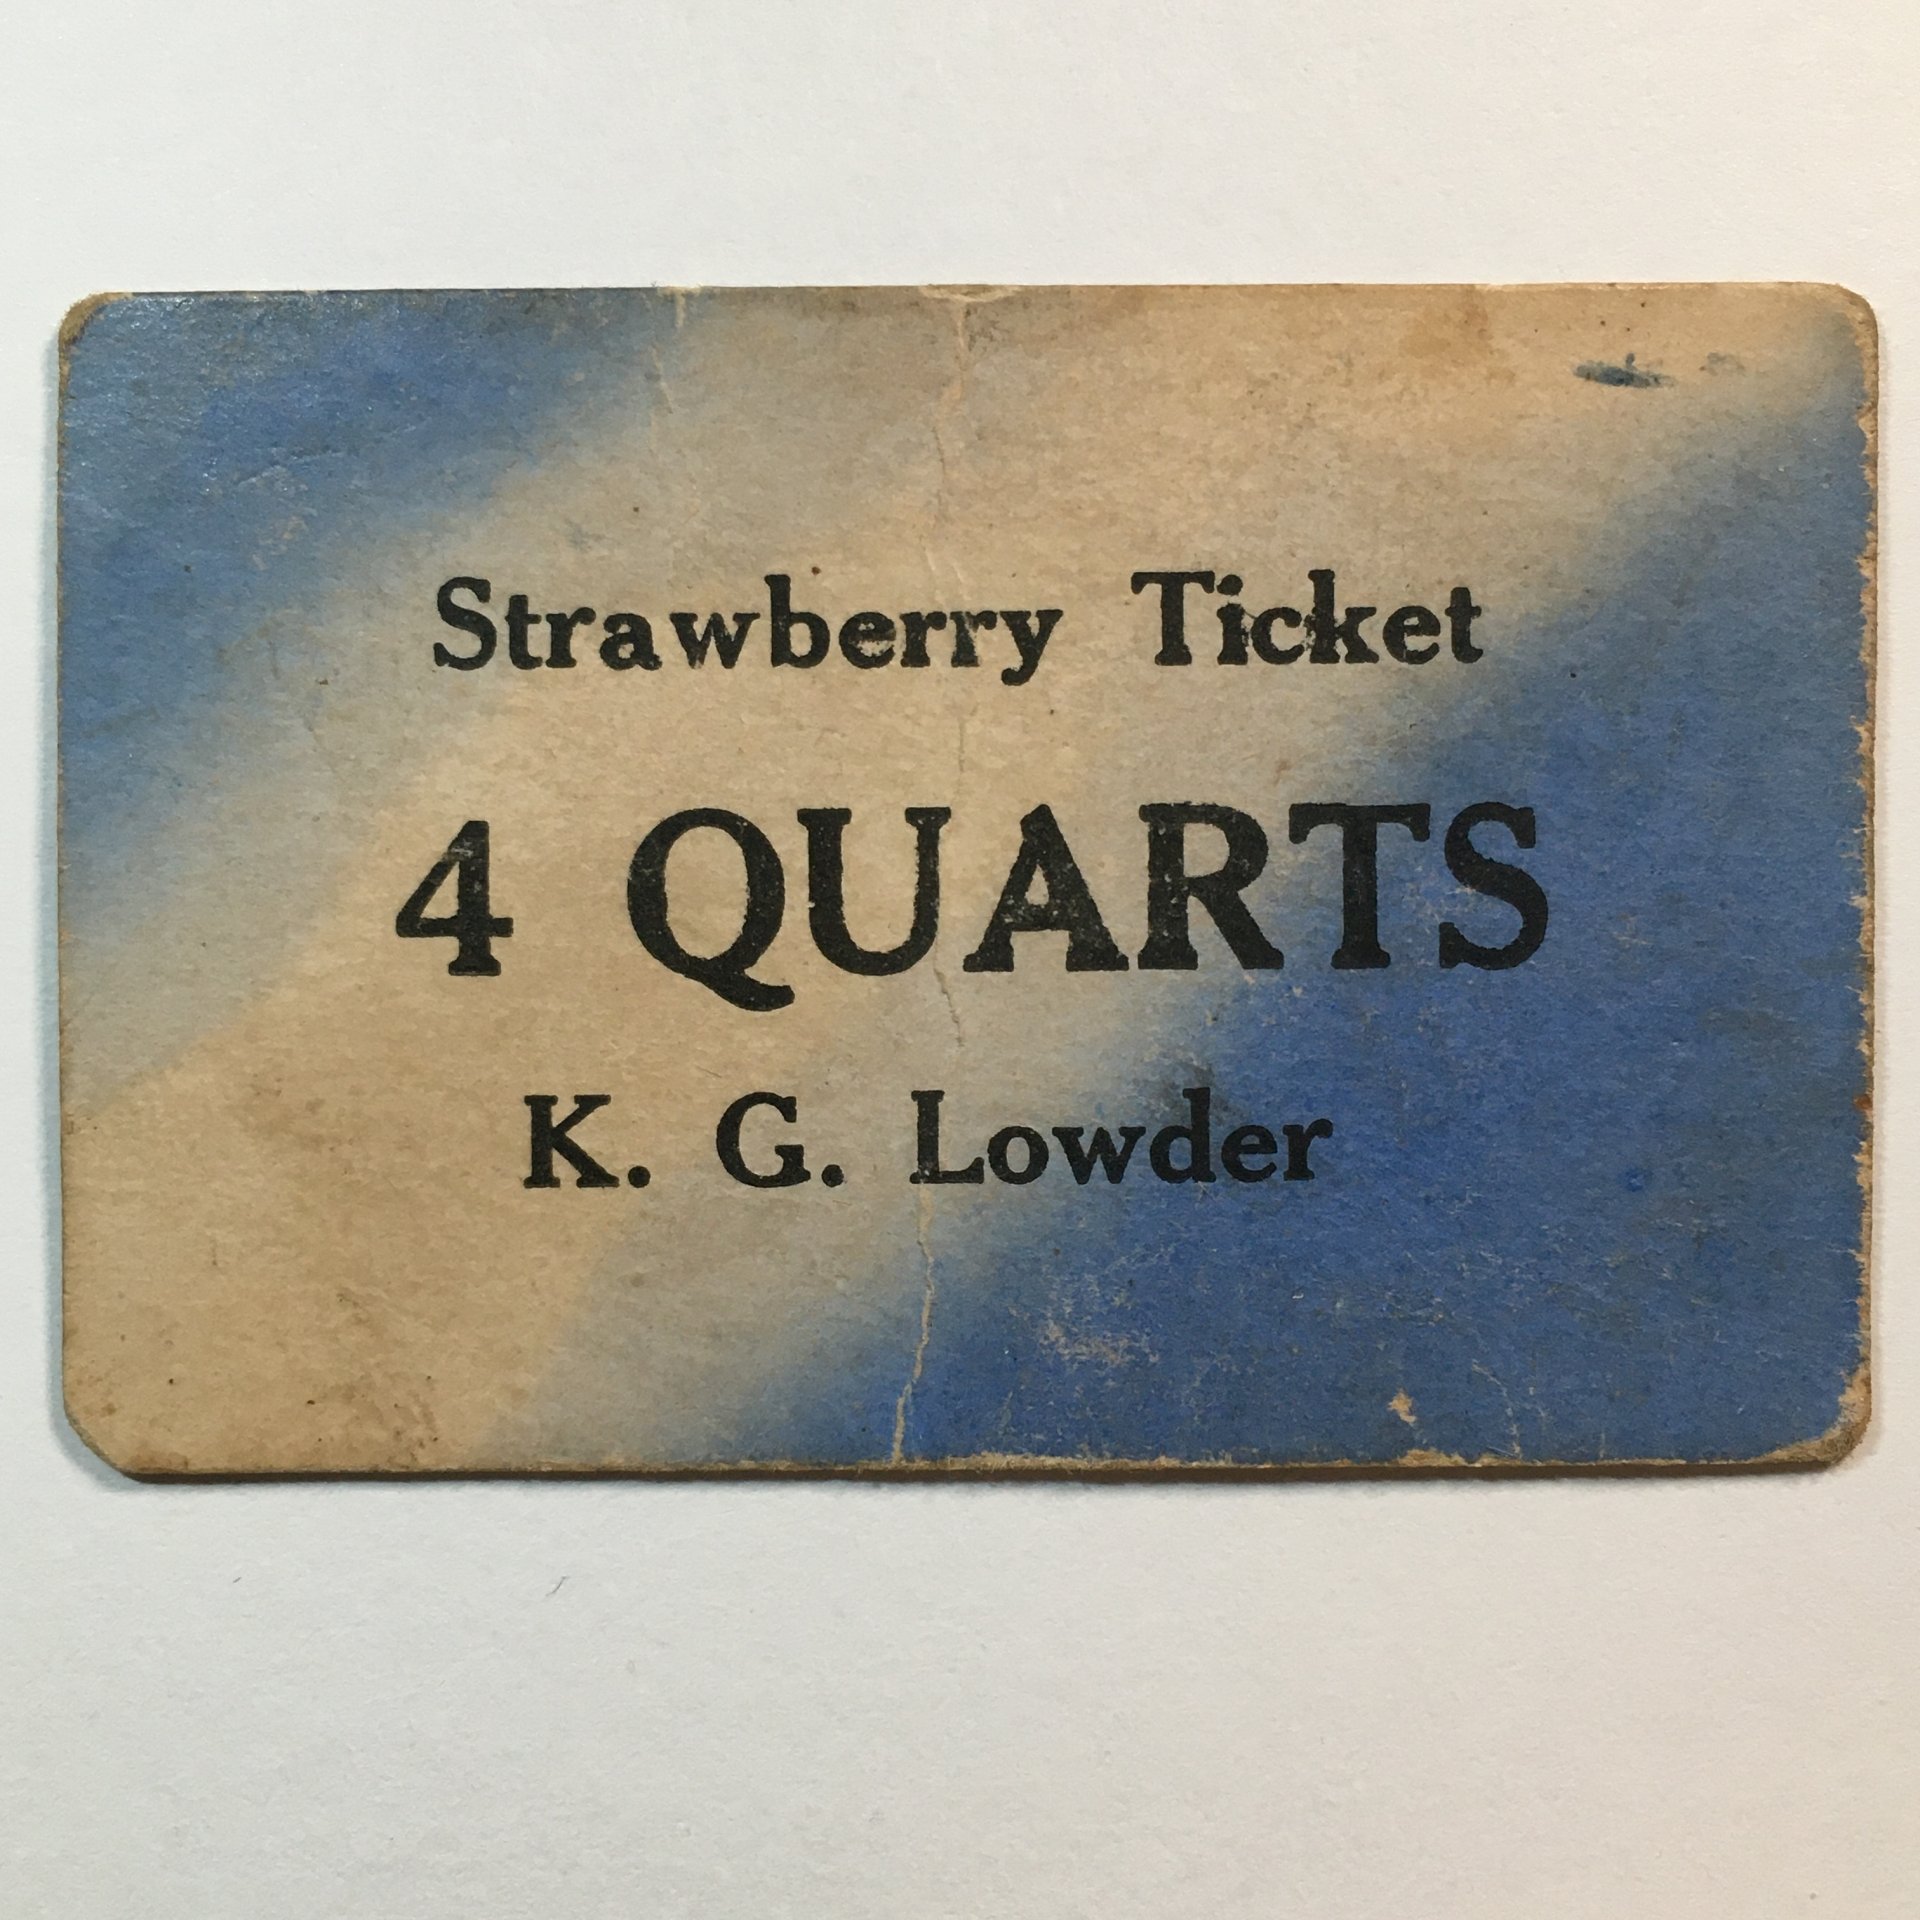 Strawberry Ticket
4 QUARTS
K. G. Lowder